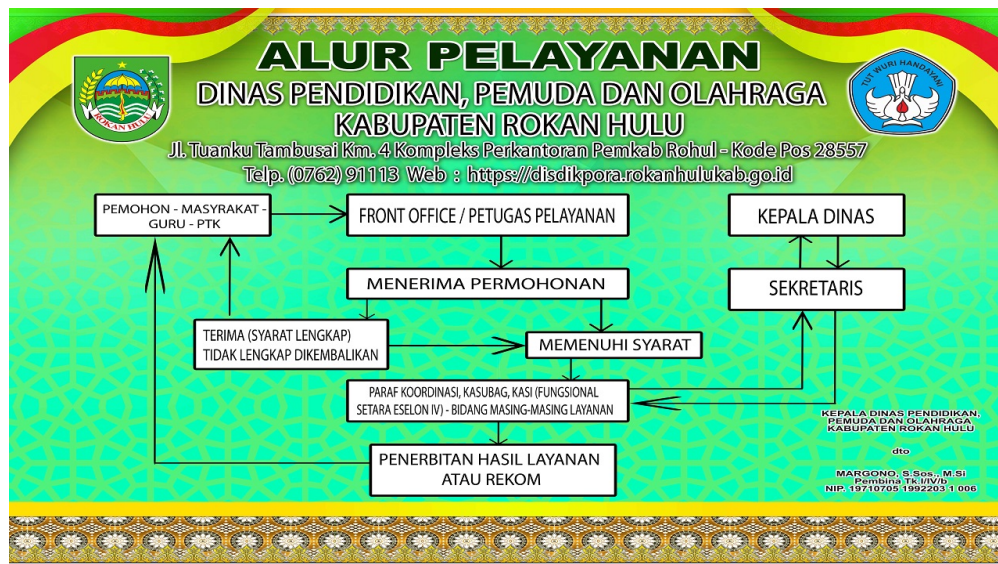 ALUR PELAYANAN
DINAS PENDIDIKAN, PEMUDA DAN OLAHRAGA
KABUPATEN ROKAN HULU
Jl. Tuanku Tambusai Km. 4 Kompleks Perkantoran Pemkab Rohul - Kode Pos 28557
Telp. (0762) 91113 Web : https://disdikpora.rokanhulukab.go.id
ROKAN HULU
TUT WURI HANDAYANI
PEMOHON - MASYRAKAT -
GURU - PTK
FRONT OFFICE / PETUGAS PELAYANAN
KEPALA DINAS
MENERIMA PERMOHONAN
SEKRETARIS
TERIMA (SYARAT LENGKAP)
TIDAK LENGKAP DIKEMBALIKAN
MEMENUHI SYARAT
PARAF KOORDINASI, KASUBAG, KASI (FUNGSIONAL
SETARA ESELON IV) - BIDANG MASING-MASING LAYANAN
PENERBITAN HASIL LAYANAN
ATAU REKOM
KEPALA DINAS PENDIDIKAN,
PEMUDA DAN OLAHRAGA
KABUPATEN ROKAN HULU
dto
MARGONO, S.Sos., M.Si
Pembina Tk.I/IV/b
NIP. 19710705 1992203 1 006